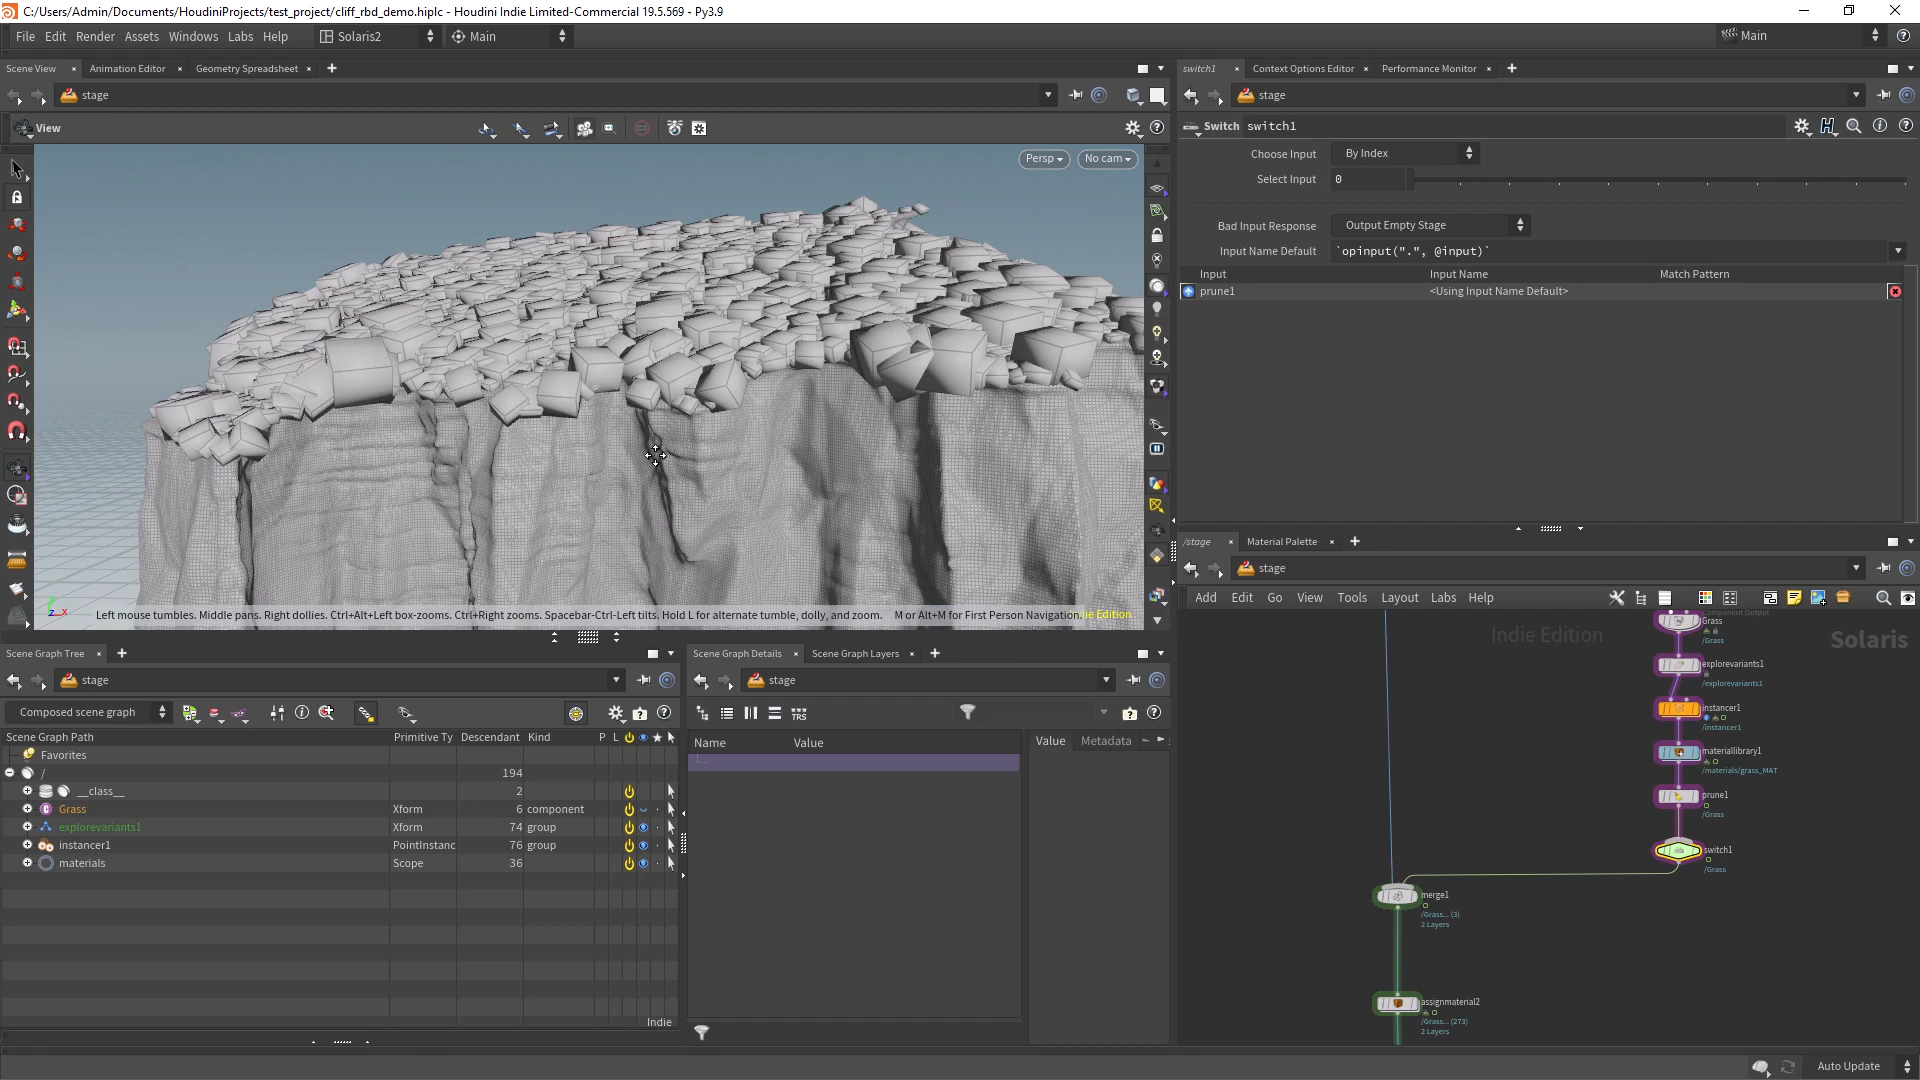 C:/Users/Admin/Documents/HoudiniProjects/test_project/cliff_rbd_demo.hiplc - Houdini Indie Limited-Commercial 19.5.569 - Py3.9
File Edit Render Assets Windows Labs Help Solaris2 Main Main
Scene View Animation Editor Geometry Spreadsheet
stage
View
Persp No cam
Left mouse tumbles. Middle pans. Right dollies. Ctrl+Alt+Left box-zooms. Ctrl+Right zooms. Spacebar-Ctrl-Left tilts. Hold L for alternate tumble, dolly, and zoom. M or Alt+M for First Person Navigation.
z x
switch1 Context Options Editor Performance Monitor
stage
Switch switch1
Choose Input By Index
Select Input 0
Bad Input Response Output Empty Stage
Input Name Default `opinput(".", @input)`
Input Input Name Match Pattern
prune1 <Using Input Name Default>
/stage Material Palette
stage
Add Edit Go View Tools Layout Labs Help
Indie Edition Solaris
Component Output
Grass
/Grass
explorevariants1
/explorevariants1
instancer1
/instancer1
materiallibrary1
/materials/grass_MAT
prune1
/Grass
switch1
/Grass
merge1
/Grass... (3)
2 Layers
assignmaterial2
/Grass... (273)
2 Layers
Scene Graph Tree
stage
Composed scene graph
Scene Graph Path Primitive Ty Descendant Kind P L
Favorites
/ 194
__class__ 2
Grass Xform 6 component
explorevariants1 Xform 74 group
instancer1 PointInstanc 76 group
materials Scope 36
Indie
Scene Graph Details Scene Graph Layers
stage
TRS
Name Value
Value Metadata
Auto Update